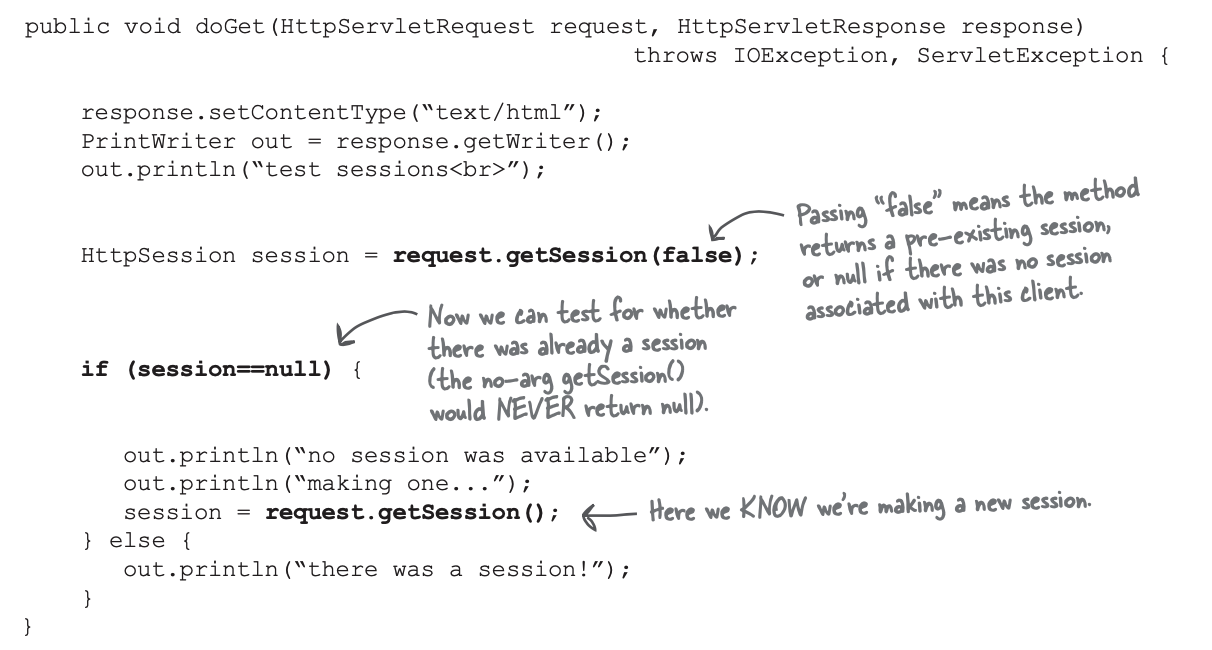 public void doGet(HttpServletRequest request, HttpServletResponse response)
throws IOException, ServletException {
response.setContentType(“text/html”);
PrintWriter out = response.getWriter();
out.println(“test sessions<br>”);
Passing “false” means the method
returns a pre-existing session,
or null if there was no session
associated with this client.
HttpSession session = request.getSession(false);
Now we can test for whether
there was already a session
(the no-arg getSession()
would NEVER return null).
if (session==null) {
out.println(“no session was available”);
out.println(“making one...”);
session = request.getSession();
Here we KNOW we're making a new session.
} else {
out.println(“there was a session!”);
}
}